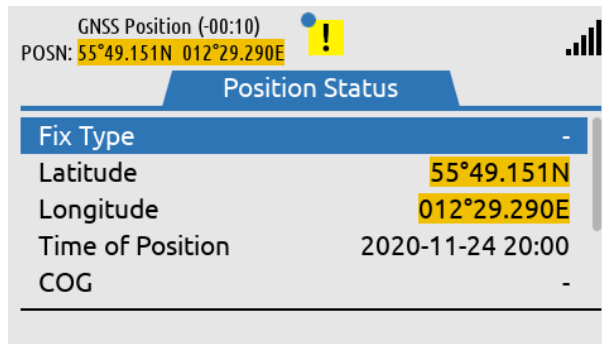 GNSS Position (-00:10)
POSN: 55°49.151N 012°29.290E
!
Position Status
Fix Type -
Latitude 55°49.151N
Longitude 012°29.290E
Time of Position 2020-11-24 20:00
COG -